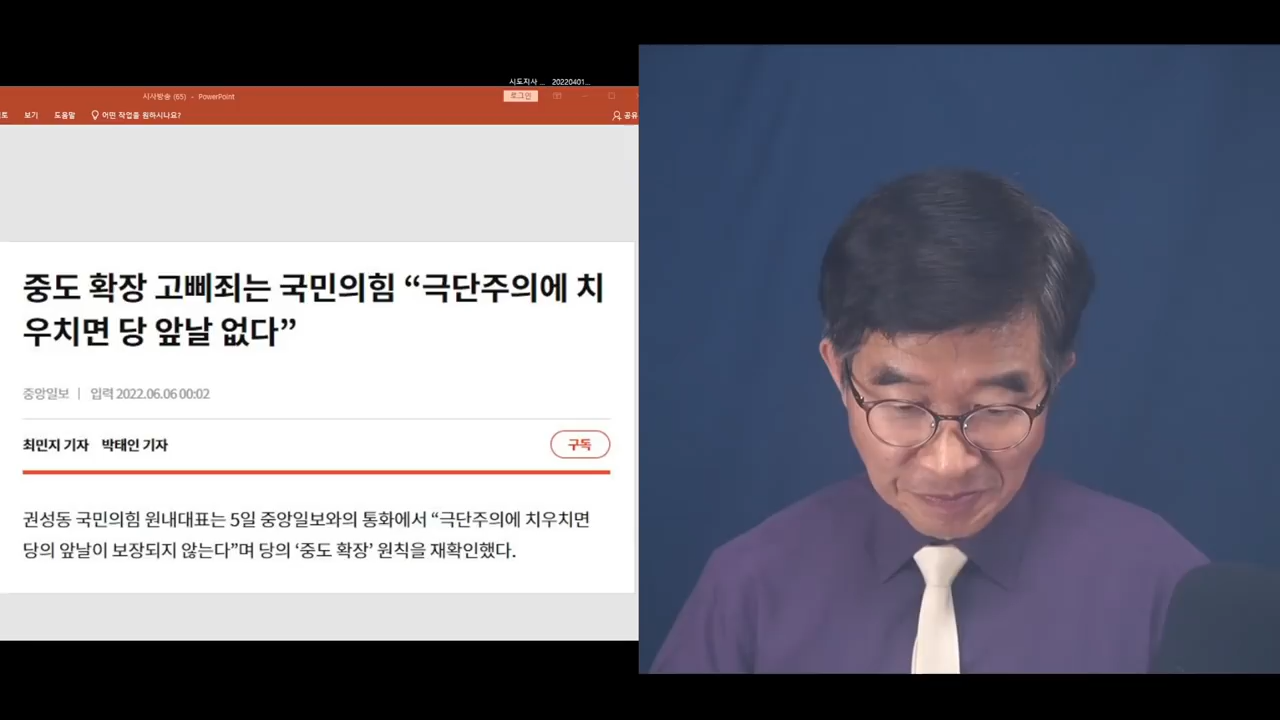 시도지사 ... 20220401...
시사방송 (65) - PowerPoint
로그인
토 보기 도움말 어떤 작업을 원하시나요? 공유
중도 확장 고삐죄는 국민의힘 “극단주의에 치
우치면 당 앞날 없다”
중앙일보 | 입력 2022.06.06 00:02
최민지 기자 박태인 기자
구독
권성동 국민의힘 원내대표는 5일 중앙일보와의 통화에서 “극단주의에 치우치면
당의 앞날이 보장되지 않는다”며 당의 ‘중도 확장’ 원칙을 재확인했다.